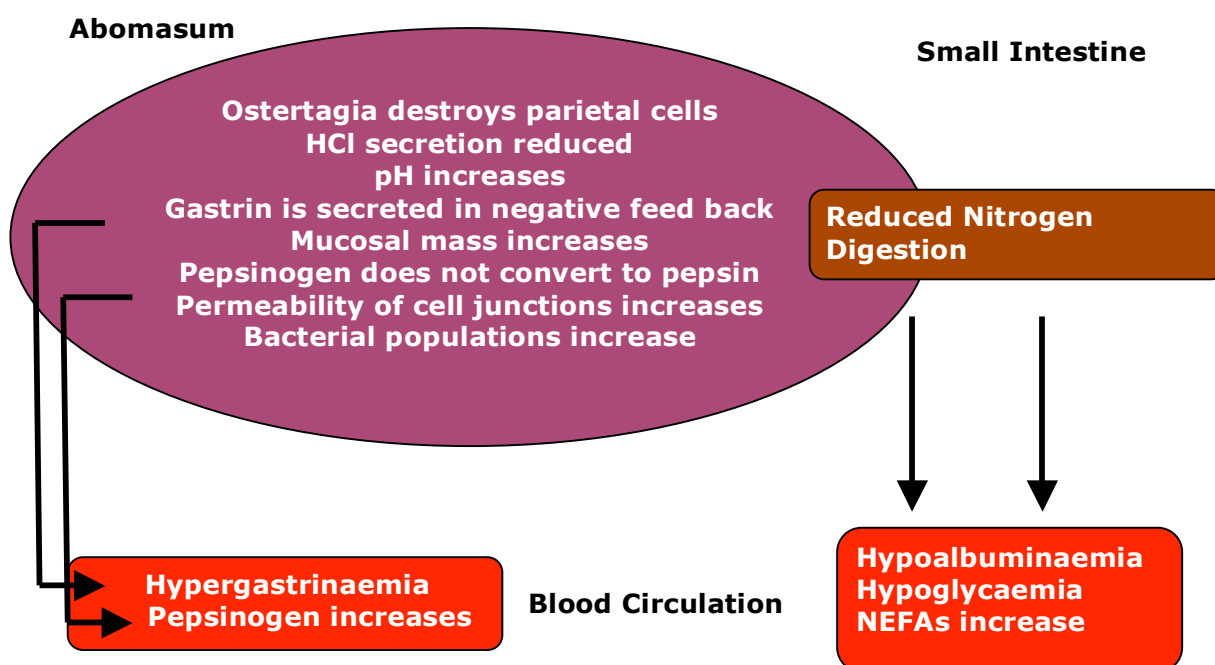 Abomasum
Small Intestine
Ostertagia destroys parietal cells
HCl secretion reduced
pH increases
Gastrin is secreted in negative feed back
Mucosal mass increases
Pepsinogen does not convert to pepsin
Permeability of cell junctions increases
Bacterial populations increase
Reduced Nitrogen
Digestion
Hypergastrinaemia
Pepsinogen increases
Blood Circulation
Hypoalbuminaemia
Hypoglycaemia
NEFAs increase